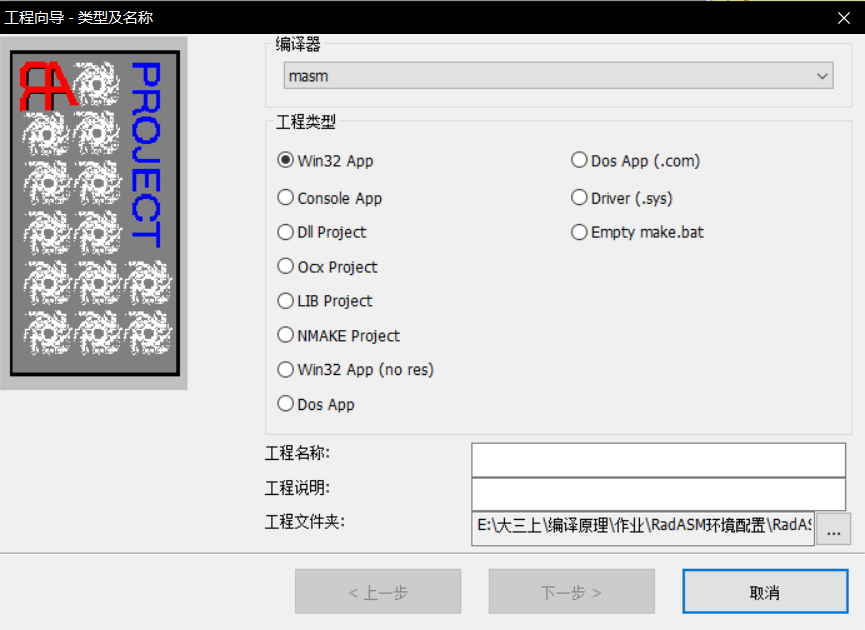 工程向导 - 类型及名称
RA
PROJECT
编译器
masm
工程类型
Win32 App
Dos App (.com)
Console App
Driver (.sys)
Dll Project
Empty make.bat
Ocx Project
LIB Project
NMAKE Project
Win32 App (no res)
Dos App
工程名称:
工程说明:
工程文件夹:
E:\大三上\编译原理\作业\RadASM环境配置\RadAS
...
< 上一步
下一步 >
取消